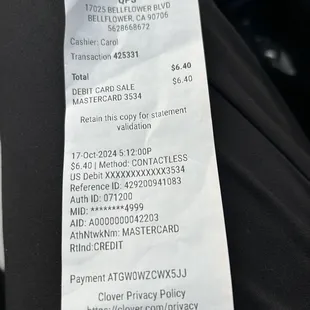 17025 BELLFLOWER BLVD
BELLFLOWER, CA 90706
5628668672
Cashier: Carol
Transaction 425331
Total $6.40
DEBIT CARD SALE $6.40
MASTERCARD 3534
Retain this copy for statement
validation
17-Oct-2024 5:12:00P
$6.40 | Method: CONTACTLESS
US Debit XXXXXXXXXXXX3534
Reference ID: 429200941083
Auth ID: 071200
MID: ********4999
AID: A0000000042203
AthNtwkNm: MASTERCARD
RtInd:CREDIT
Payment ATGW0WZCWX5JJ
Clover Privacy Policy
https://clover.com/privacy